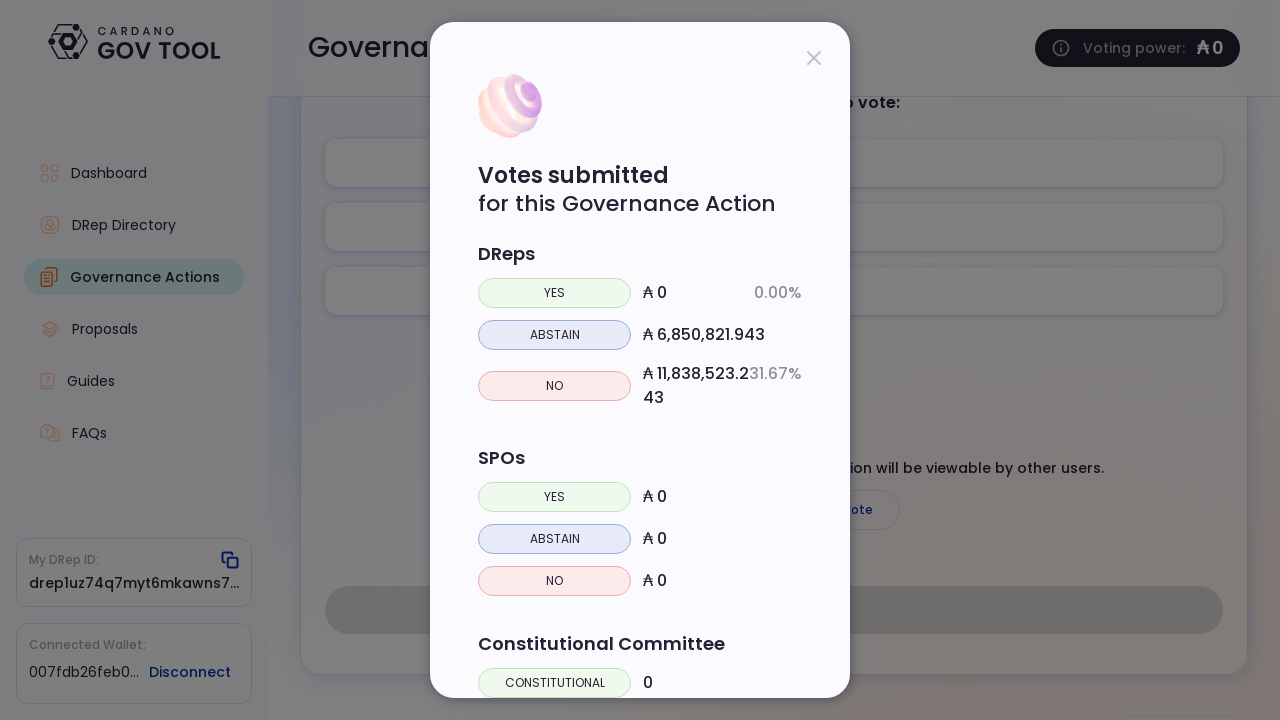 CARDANO
GOV TOOL
Governa
Voting power: ₳ 0
Dashboard
DRep Directory
Governance Actions
Proposals
Guides
FAQs
My DRep ID:
drep1uz74q7myt6mkawns7...
Connected Wallet:
007fdb26feb0... Disconnect
o vote:
ion will be viewable by other users.
ote
Votes submitted
for this Governance Action
DReps
YES ₳ 0 0.00%
ABSTAIN ₳ 6,850,821.943
NO ₳ 11,838,523.2 31.67%
43
SPOs
YES ₳ 0
ABSTAIN ₳ 0
NO ₳ 0
Constitutional Committee
CONSTITUTIONAL 0